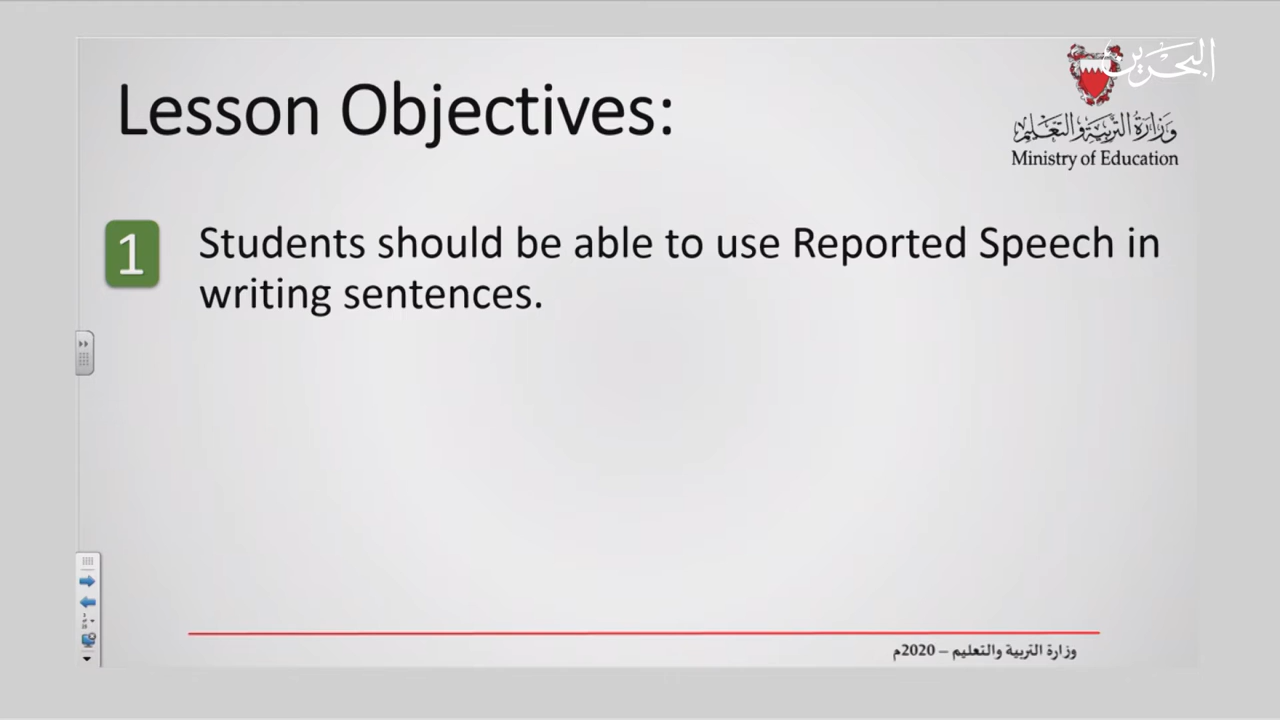 البحرين
Lesson Objectives:
وزارة التربية والتعليم
Ministry of Education
1 Students should be able to use Reported Speech in
writing sentences.
وزارة التربية والتعليم – 2020م